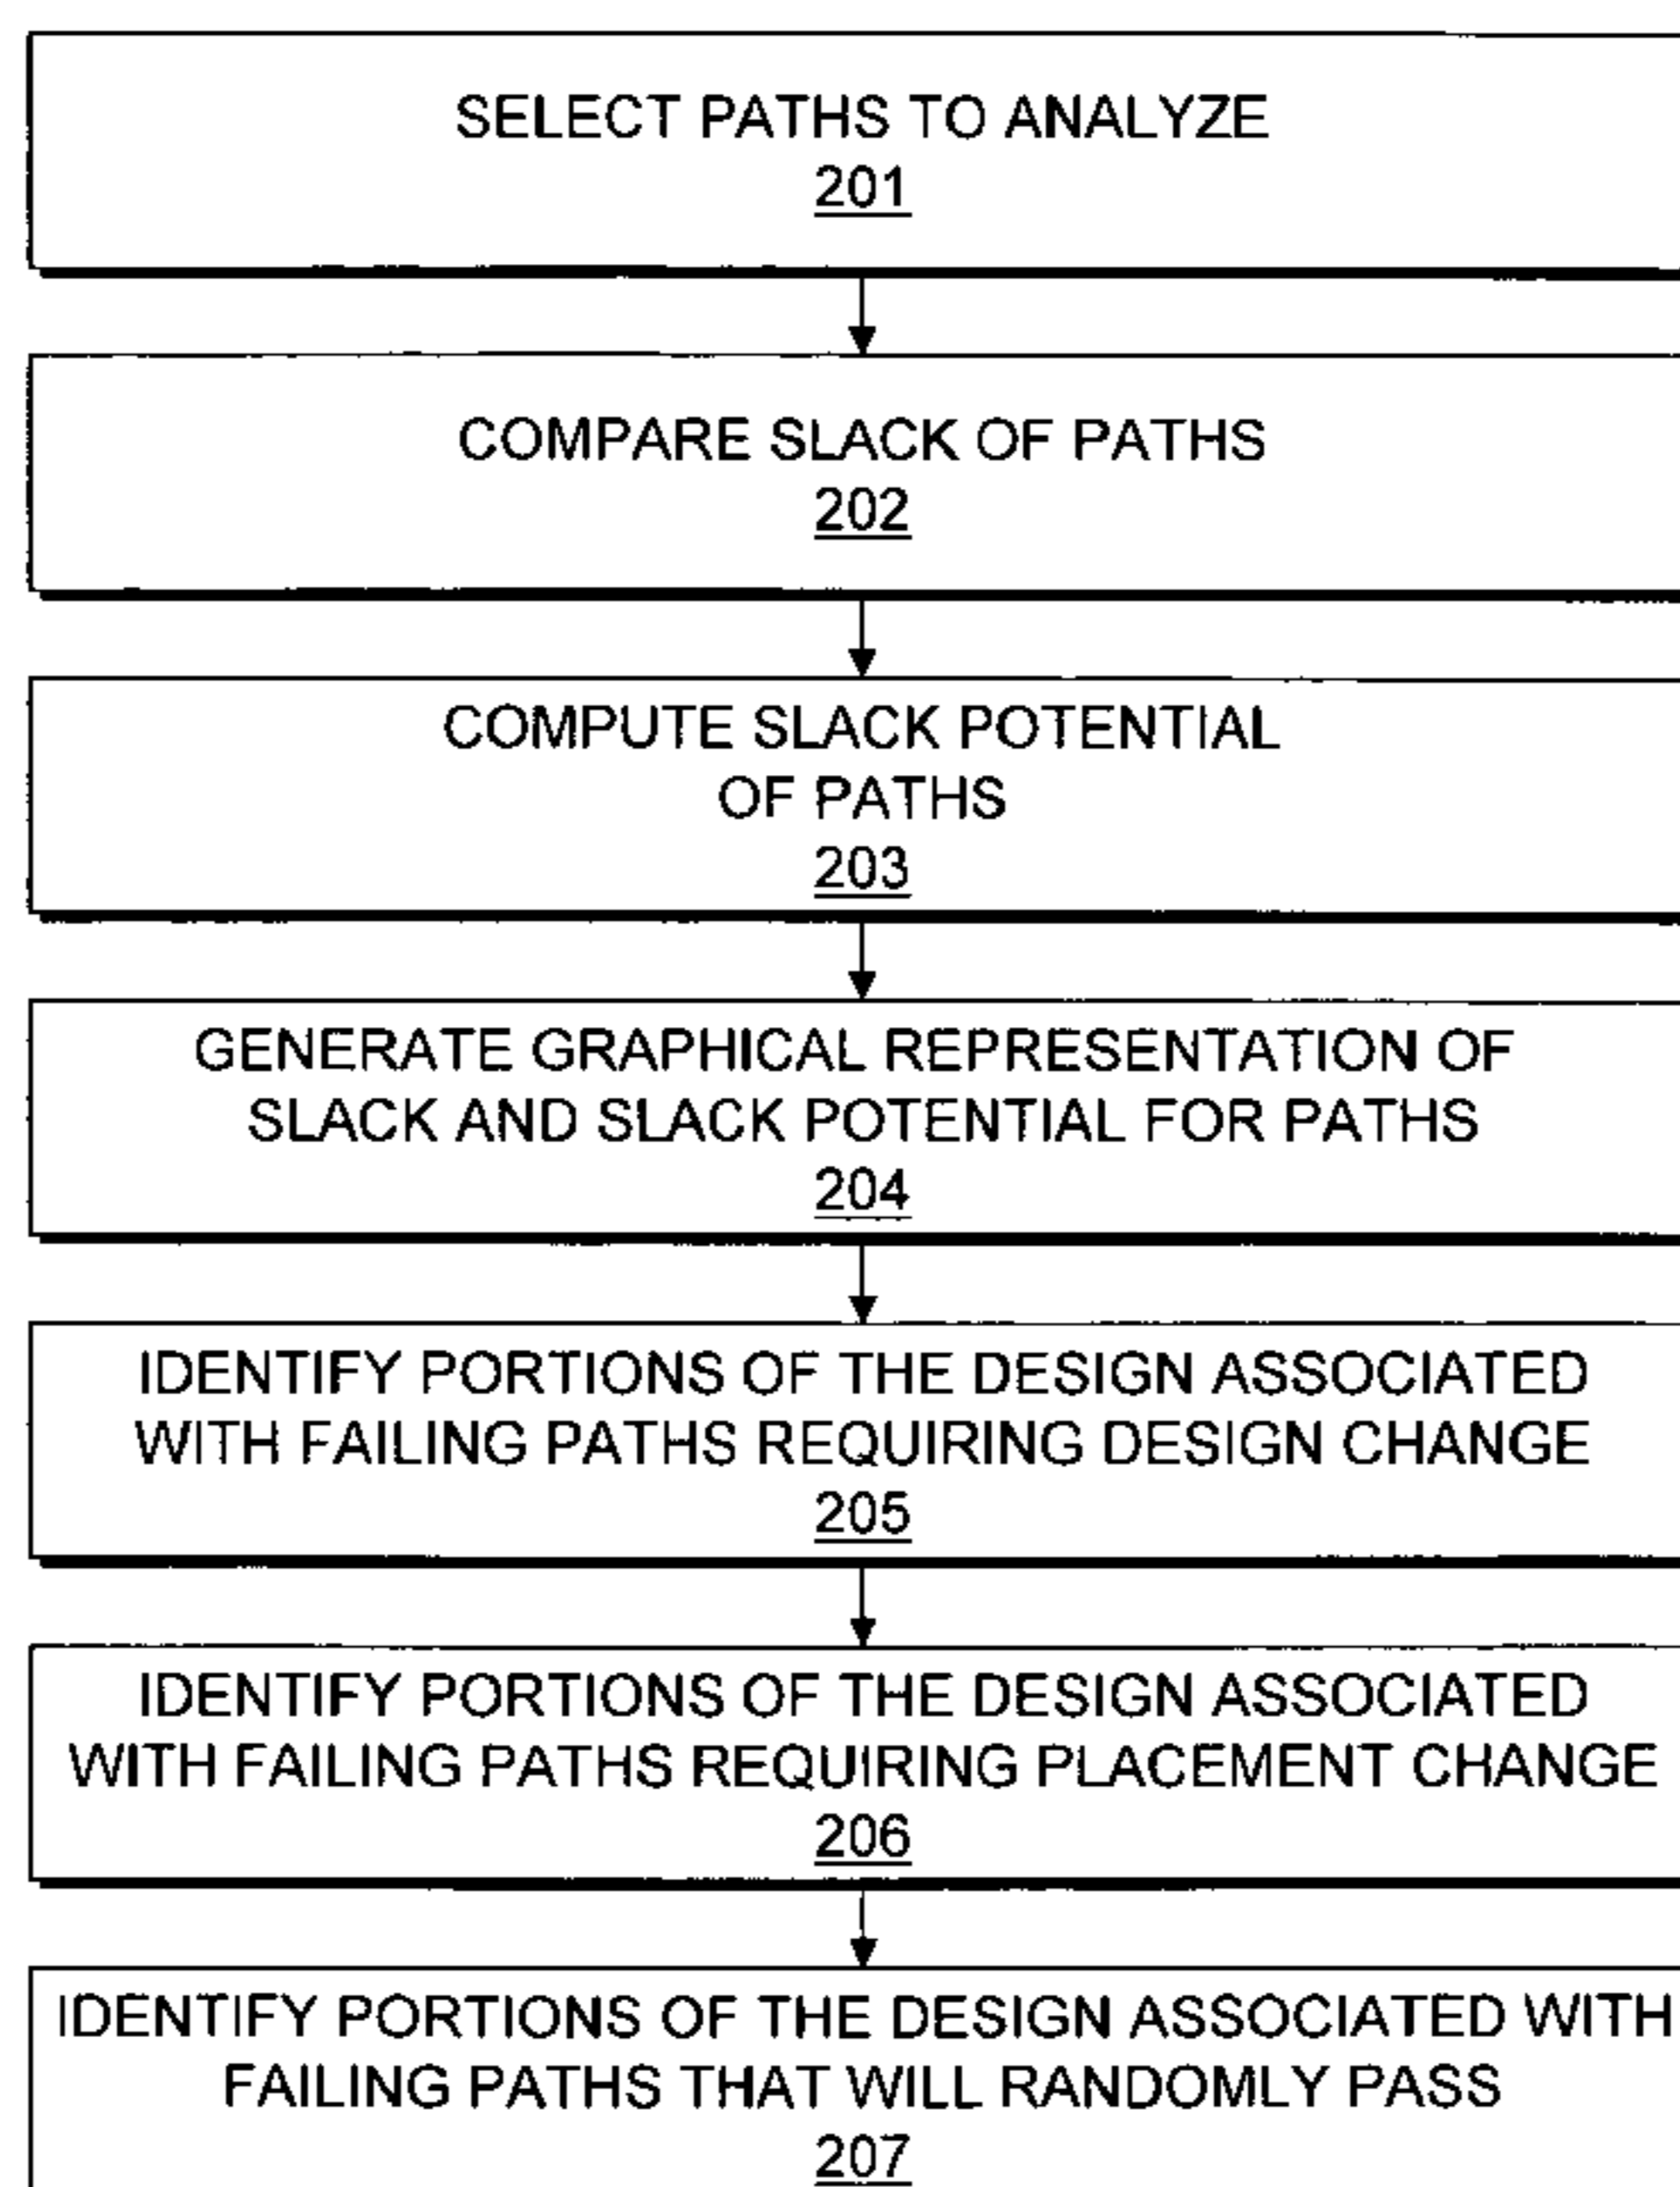 SELECT PATHS TO ANALYZE
201
COMPARE SLACK OF PATHS
202
COMPUTE SLACK POTENTIAL
OF PATHS
203
GENERATE GRAPHICAL REPRESENTATION OF
SLACK AND SLACK POTENTIAL FOR PATHS
204
IDENTIFY PORTIONS OF THE DESIGN ASSOCIATED
WITH FAILING PATHS REQUIRING DESIGN CHANGE
205
IDENTIFY PORTIONS OF THE DESIGN ASSOCIATED
WITH FAILING PATHS REQUIRING PLACEMENT CHANGE
206
IDENTIFY PORTIONS OF THE DESIGN ASSOCIATED WITH
FAILING PATHS THAT WILL RANDOMLY PASS
207